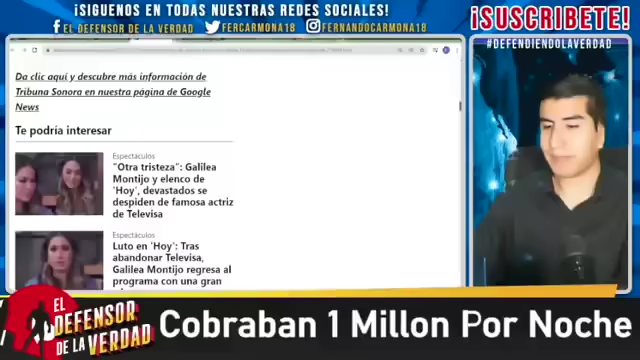 ¡SIGUENOS EN TODAS NUESTRAS REDES SOCIALES!
EL DEFENSOR DE LA VERDAD FERCARMONA18 FERNANDOCARMONA18
¡SUSCRIBETE!
#DEFENDIENDOLAVERDAD
Da clic aquí y descubre más información de
Tribuna Sonora en nuestra página de Google
News
Te podría interesar
Espectáculos
"Otra tristeza": Galilea
Montijo y elenco de
'Hoy', devastados se
despiden de famosa actriz
de Televisa
Espectáculos
Luto en 'Hoy': Tras
abandonar Televisa,
Galilea Montijo regresa al
programa con una gran
EL
DEFENSOR
DE LA VERDAD
Cobraban 1 Millon Por Noche